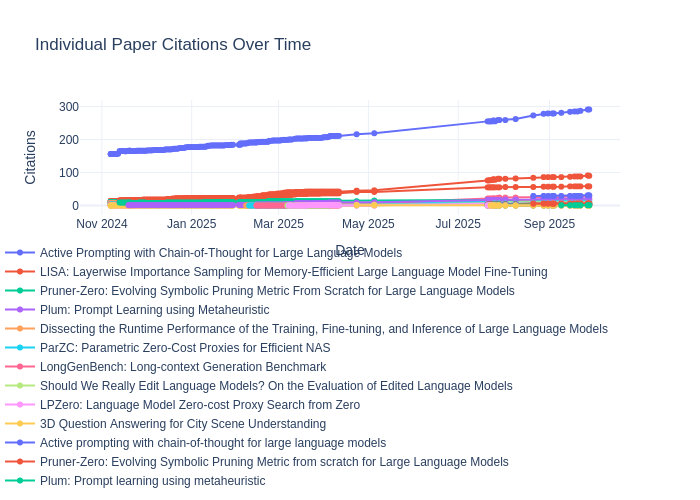 Individual Paper Citations Over Time
Citations
300
200
100
0
Nov 2024 Jan 2025 Mar 2025 May 2025 Jul 2025 Sep 2025
Date
Active Prompting with Chain-of-Thought for Large Language Models
LISA: Layerwise Importance Sampling for Memory-Efficient Large Language Model Fine-Tuning
Pruner-Zero: Evolving Symbolic Pruning Metric From Scratch for Large Language Models
Plum: Prompt Learning using Metaheuristic
Dissecting the Runtime Performance of the Training, Fine-tuning, and Inference of Large Language Models
ParZC: Parametric Zero-Cost Proxies for Efficient NAS
LongGenBench: Long-context Generation Benchmark
Should We Really Edit Language Models? On the Evaluation of Edited Language Models
LPZero: Language Model Zero-cost Proxy Search from Zero
3D Question Answering for City Scene Understanding
Active prompting with chain-of-thought for large language models
Pruner-Zero: Evolving Symbolic Pruning Metric from scratch for Large Language Models
Plum: Prompt learning using metaheuristic